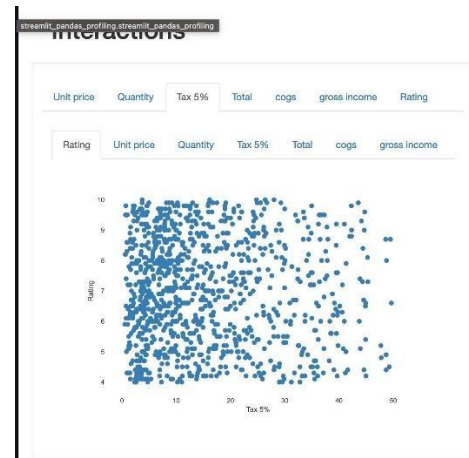 streamlit_pandas_profiling.streamlit_pandas_profiling
Interactions
Unit price Quantity Tax 5% Total cogs gross income Rating
Rating Unit price Quantity Tax 5% Total cogs gross income
10
9
8
7
6
5
4
Rating
0 10 20 30 40 50
Tax 5%